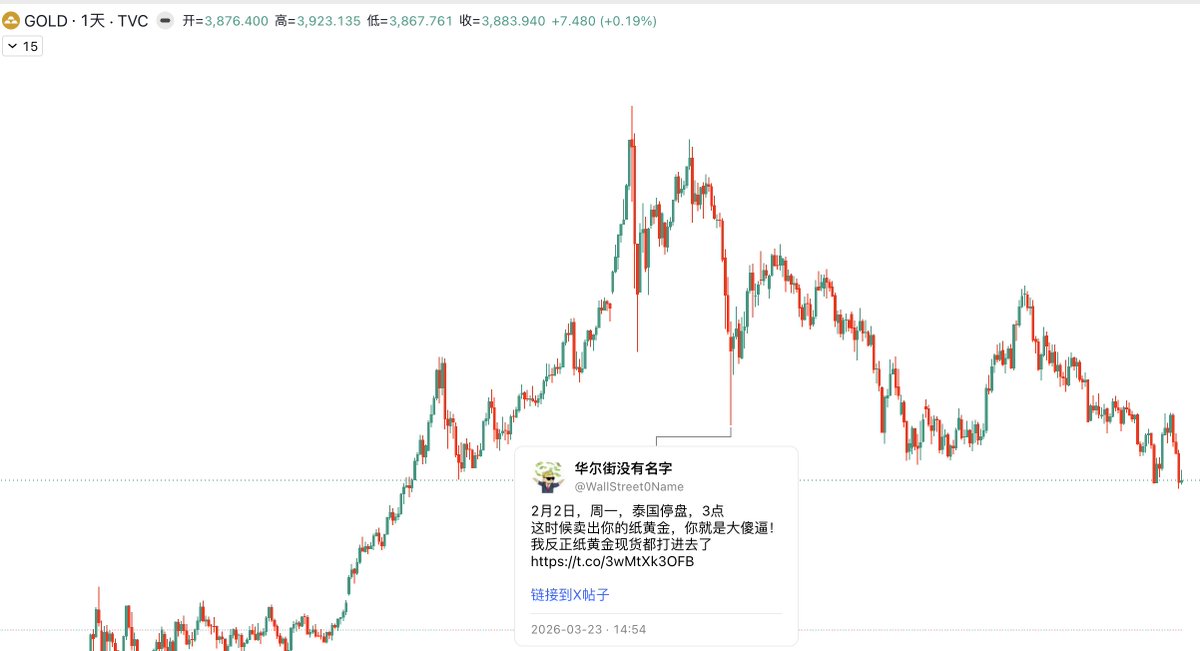 GOLD · 1天 · TVC 开=3,876.400 高=3,923.135 低=3,867.761 收=3,883.940 +7.480 (+0.19%)
15
华尔街没有名字
@WallStreet0Name
2月2日，周一，泰国停盘，3点
这时候卖出你的纸黄金，你就是大傻逼！
我反正纸黄金现货都打进去了
https://t.co/3wMtXk3OFB
链接到X帖子
2026-03-23 · 14:54